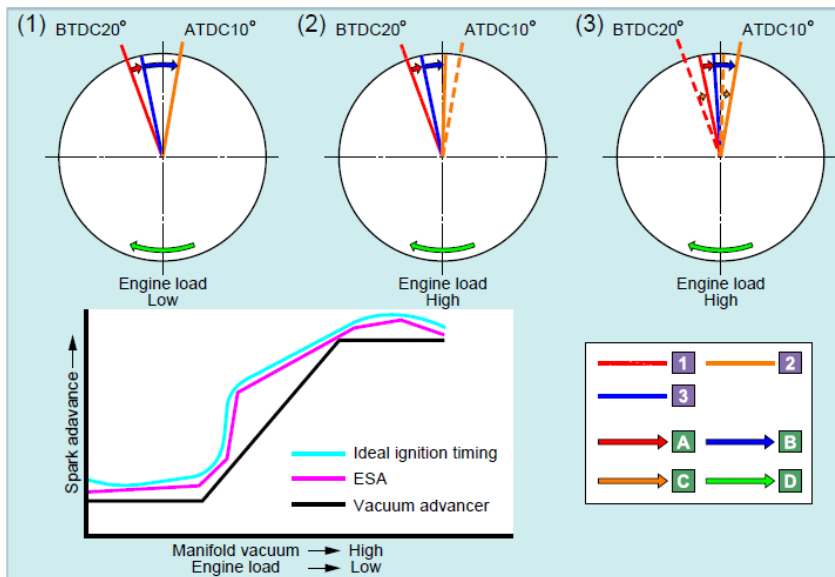 (1) BTDC20° ATDC10°
Engine load
Low
(2) BTDC20° ATDC10°
Engine load
High
(3) BTDC20° ATDC10°
Engine load
High
Spark adavance
Ideal ignition timing
ESA
Vacuum advancer
Manifold vacuum High
Engine load Low
1 2
3
A B
C D